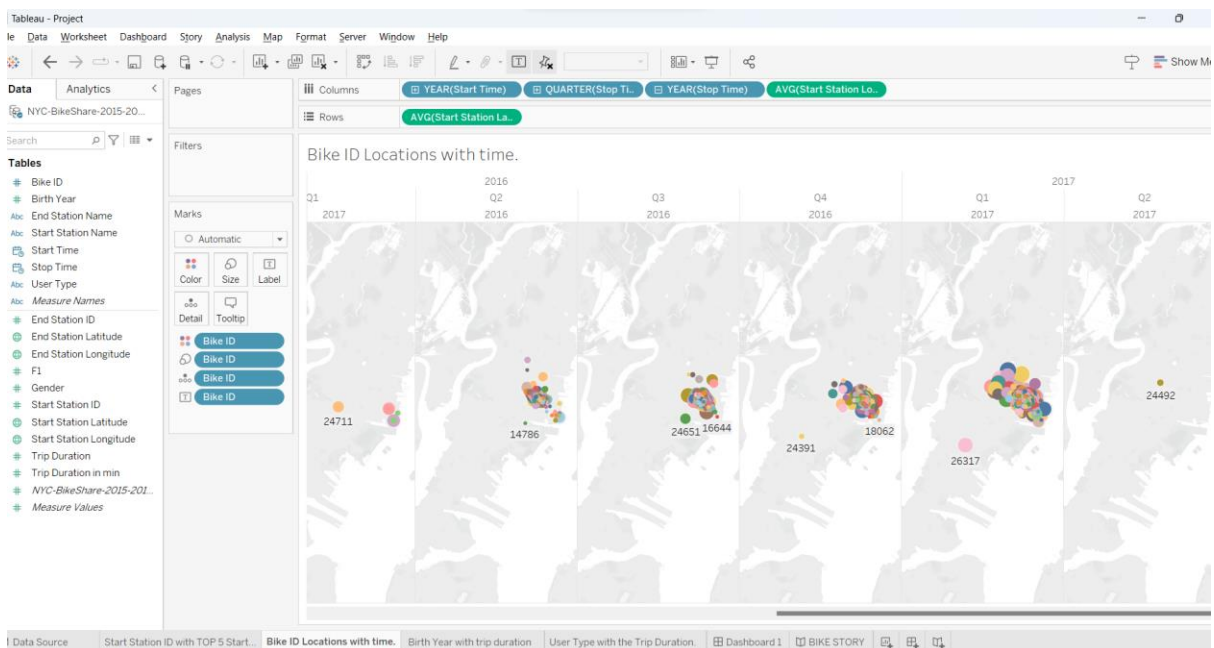 Tableau - Project
le Data Worksheet Dashboard Story Analysis Map Format Server Window Help
Show Me
Data Analytics
NYC-BikeShare-2015-20...
Search
Tables
Bike ID
Birth Year
Abc End Station Name
Abc Start Station Name
Start Time
Stop Time
Abc User Type
Abc Measure Names
End Station ID
End Station Latitude
End Station Longitude
F1
Gender
Start Station ID
Start Station Latitude
Start Station Longitude
Trip Duration
Trip Duration in min
NYC-BikeShare-2015-201...
Measure Values
Pages
Filters
Marks
Automatic
Color Size Label
Detail Tooltip
Bike ID
Bike ID
Bike ID
Bike ID
Columns YEAR(Start Time) QUARTER(Stop Ti.. YEAR(Stop Time) AVG(Start Station Lo..
Rows AVG(Start Station La..
Bike ID Locations with time.
2016 2017
Q1 Q2 Q3 Q4 Q1 Q2
2017 2016 2016 2016 2017 2017
24711
14786
24651 16644
24391
18062
26317
24492
Data Source Start Station ID with TOP 5 Start... Bike ID Locations with time. Birth Year with trip duration User Type with the Trip Duration. Dashboard 1 BIKE STORY